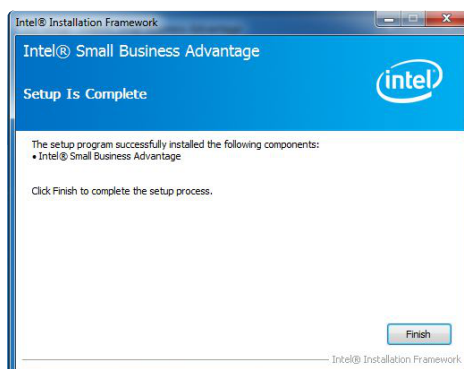 Intel® Installation Framework
Intel® Small Business Advantage
Setup Is Complete
intel
The setup program successfully installed the following components:
• Intel® Small Business Advantage
Click Finish to complete the setup process.
Finish
Intel® Installation Framework